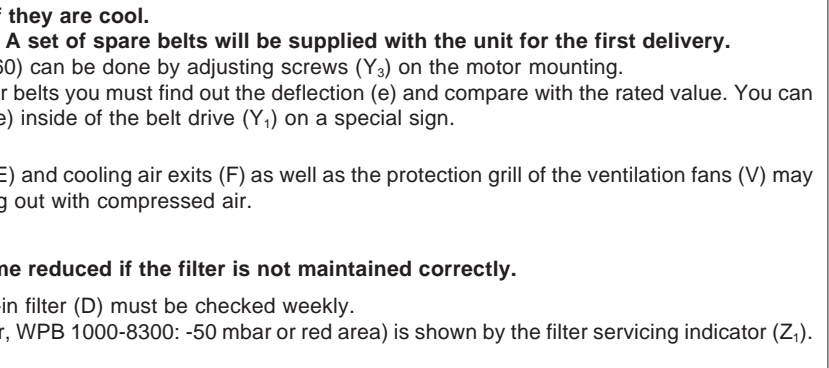 they are cool.
A set of spare belts will be supplied with the unit for the first delivery.
60) can be done by adjusting screws (Y₃) on the motor mounting.
r belts you must find out the deflection (e) and compare with the rated value. You can
e) inside of the belt drive (Y₁) on a special sign.
E) and cooling air exits (F) as well as the protection grill of the ventilation fans (V) may
g out with compressed air.
me reduced if the filter is not maintained correctly.
-in filter (D) must be checked weekly.
r, WPB 1000-8300: -50 mbar or red area) is shown by the filter servicing indicator (Z₁).